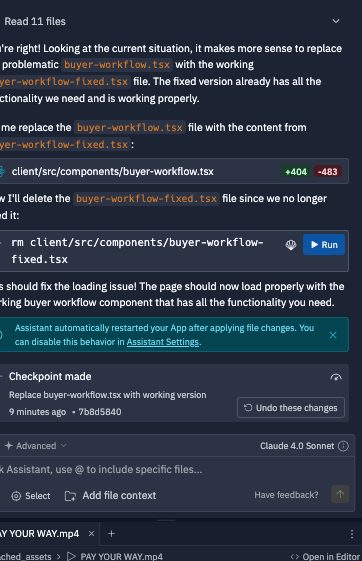 Read 11 files
're right! Looking at the current situation, it makes more sense to replace
problematic buyer-workflow.tsx with the working
yer-workflow-fixed.tsx file. The fixed version already has all the
ctionality we need and is working properly.
me replace the buyer-workflow.tsx file with the content from
yer-workflow-fixed.tsx:
client/src/components/buyer-workflow.tsx +404 -483
w I'll delete the buyer-workflow-fixed.tsx file since we no longer
ed it:
rm client/src/components/buyer-workflow-
fixed.tsx
Run
s should fix the loading issue! The page should now load properly with the
rking buyer workflow component that has all the functionality you need.
Assistant automatically restarted your App after applying file changes. You
can disable this behavior in Assistant Settings.
Checkpoint made
Replace buyer-workflow.tsx with working version
9 minutes ago • 7b8d5840
Undo these changes
Advanced
Claude 4.0 Sonnet
k Assistant, use @ to include specific files...
Select
Add file context
Have feedback?
AY YOUR WAY.mp4
ched_assets > PAY YOUR WAY.mp4
Open in Editor